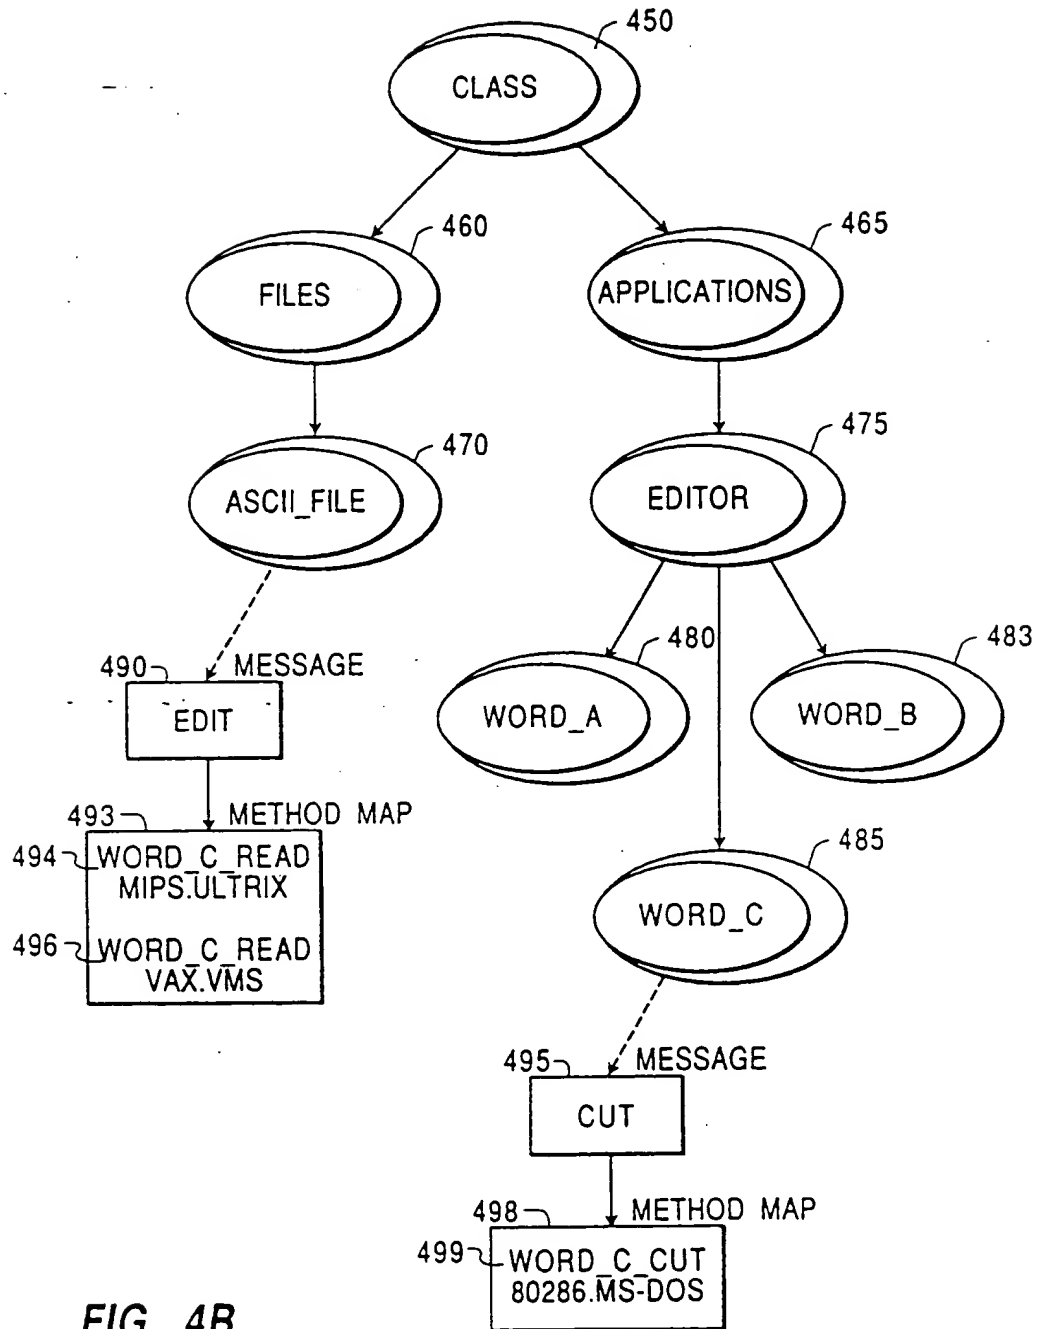 450
CLASS
460
465
FILES
APPLICATIONS
470
475
ASCII_FILE
EDITOR
490
MESSAGE
480
483
EDIT
WORD_A
WORD_B
493
METHOD MAP
494
WORD_C_READ
MIPS.ULTRIX
485
WORD_C
496
WORD_C_READ
VAX.VMS
495
MESSAGE
CUT
498
METHOD MAP
499
WORD_C_CUT
80286.MS-DOS
FIG. 4B